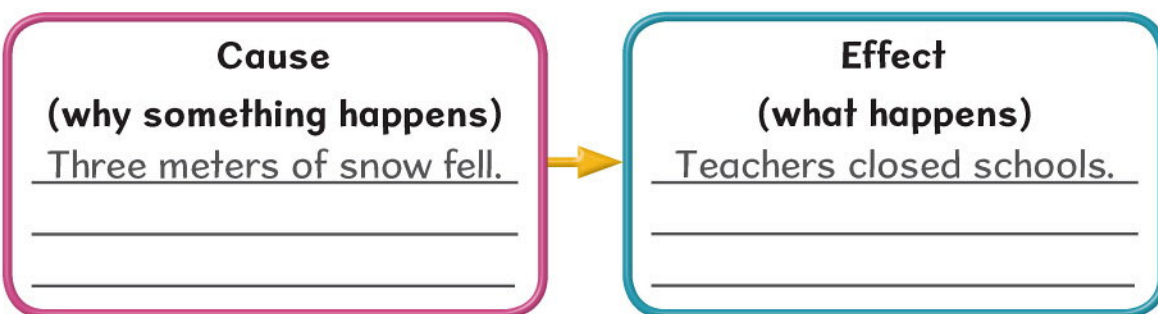 Cause
(why something happens)
Three meters of snow fell.
Effect
(what happens)
Teachers closed schools.